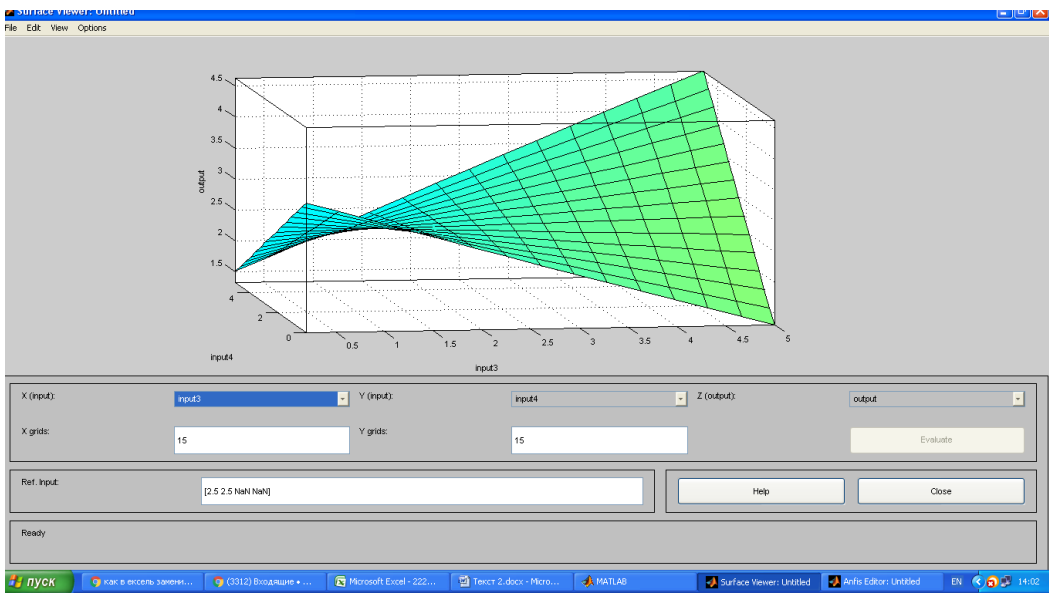 Surface Viewer: Untitled
File Edit View Options
4.5
4
3.5
3
2.5
2
1.5
output
4
2
0
0.5 1 1.5 2 2.5 3 3.5 4 4.5 5
input4
input3
X (input): input3 Y (input): input4 Z (output): output
X grids: 15 Y grids: 15 Evaluate
Ref. Input: [2.5 2.5 NaN NaN] Help Close
Ready
пуск как в ексель замени... (3312) Входящие • ... Microsoft Excel - 222... Текст 2.docx - Micro... MATLAB Surface Viewer: Untitled Anfis Editor: Untitled EN 14:02